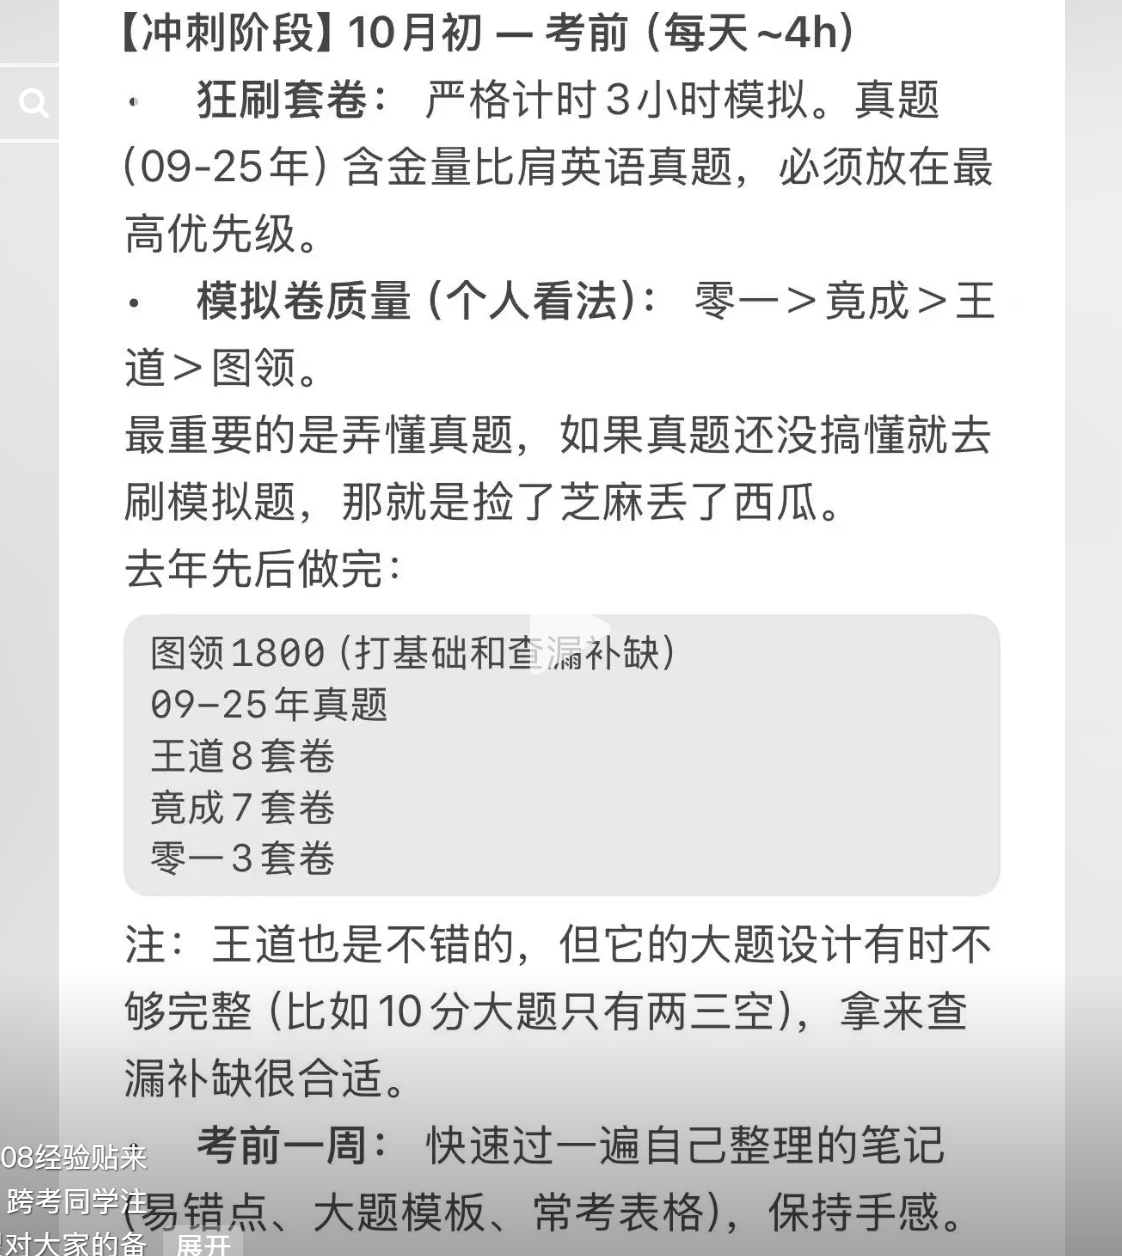 【冲刺阶段】10月初 — 考前（每天 ~4h）
• 狂刷套卷： 严格计时3小时模拟。真题
（09-25年）含金量比肩英语真题，必须放在最
高优先级。
• 模拟卷质量（个人看法）： 零一 > 竟成 > 王
道 > 图领。
最重要的是弄懂真题，如果真题还没搞懂就去
刷模拟题，那就是捡了芝麻丢了西瓜。
去年先后做完：
图领1800（打基础和查漏补缺）
09–25年真题
王道8套卷
竟成7套卷
零一3套卷
注：王道也是不错的，但它的大题设计有时不
够完整（比如10分大题只有两三空），拿来查
漏补缺很合适。
• 考前一周： 快速过一遍自己整理的笔记
（易错点、大题模板、常考表格），保持手感。
08经验贴来
跨考同学注
对大家的备
展开